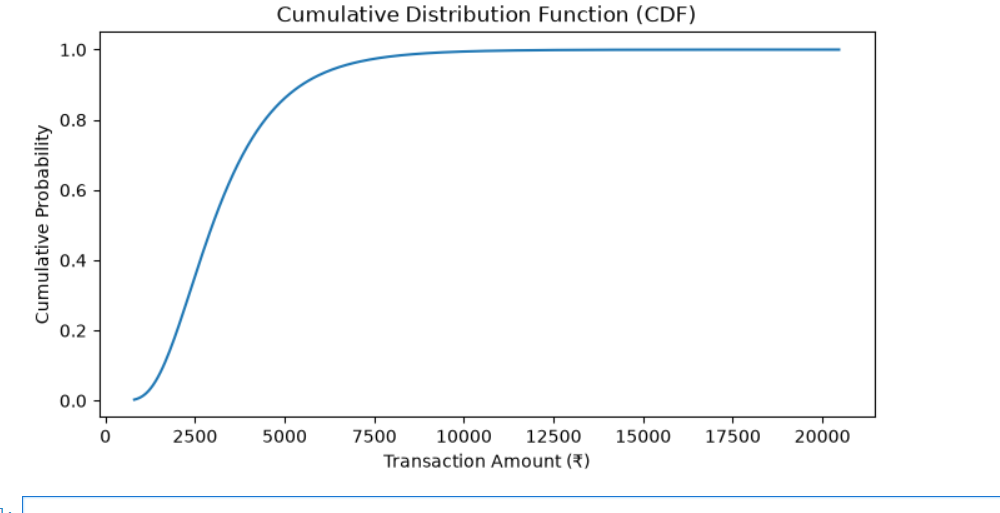 Cumulative Distribution Function (CDF)
1.0
0.8
0.6
0.4
0.2
0.0
Cumulative Probability
0 2500 5000 7500 10000 12500 15000 17500 20000
Transaction Amount (₹)